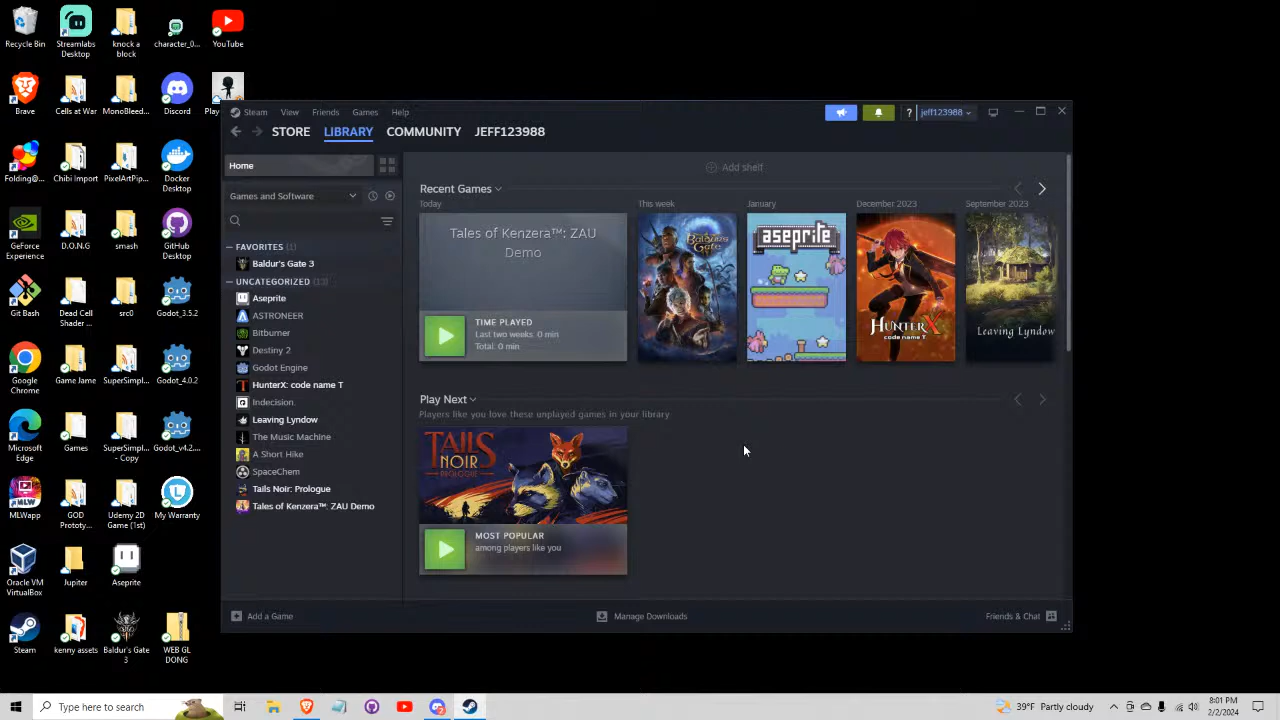 Recycle Bin
Streamlabs Desktop
knock a block
character_0...
YouTube
Brave
Cells at War
MonoBleed...
Discord
Play
Folding@...
Chibi Import
PixelArtPip...
Docker Desktop
GeForce Experience
D.O.N.G
smash
GitHub Desktop
Git Bash
Dead Cell Shader ...
src0
Godot_3.5.2
Google Chrome
Game Jame
SuperSimpl...
Godot_4.0.2
Microsoft Edge
Games
SuperSimpl... - Copy
Godot_v4.2....
MLWapp
GOD Prototy...
Udemy 2D Game (1st)
My Warranty
Oracle VM VirtualBox
Jupiter
Aseprite
Steam
kenny assets
Baldur's Gate 3
WEB GL DONG
Steam View Friends Games Help
? jeff123988
STORE LIBRARY COMMUNITY JEFF123988
Home
Games and Software
FAVORITES (1)
Baldur's Gate 3
UNCATEGORIZED (13)
Aseprite
ASTRONEER
Bitburner
Destiny 2
Godot Engine
HunterX: code name T
Indecision.
Leaving Lyndow
The Music Machine
A Short Hike
SpaceChem
Tails Noir: Prologue
Tales of Kenzera™: ZAU Demo
Add shelf
Recent Games
Today
This week
January
December 2023
September 2023
Tales of Kenzera™: ZAU
Demo
TIME PLAYED
Last two weeks: 0 min
Total: 0 min
Baldur's Gate
aseprite
HUNTER X
code name T
Leaving Lyndow
Play Next
Players like you love these unplayed games in your library
TAILS
NOIR
PROLOGUE
MOST POPULAR
among players like you
Add a Game
Manage Downloads
Friends & Chat
Type here to search
39°F Partly cloudy
8:01 PM
2/2/2024